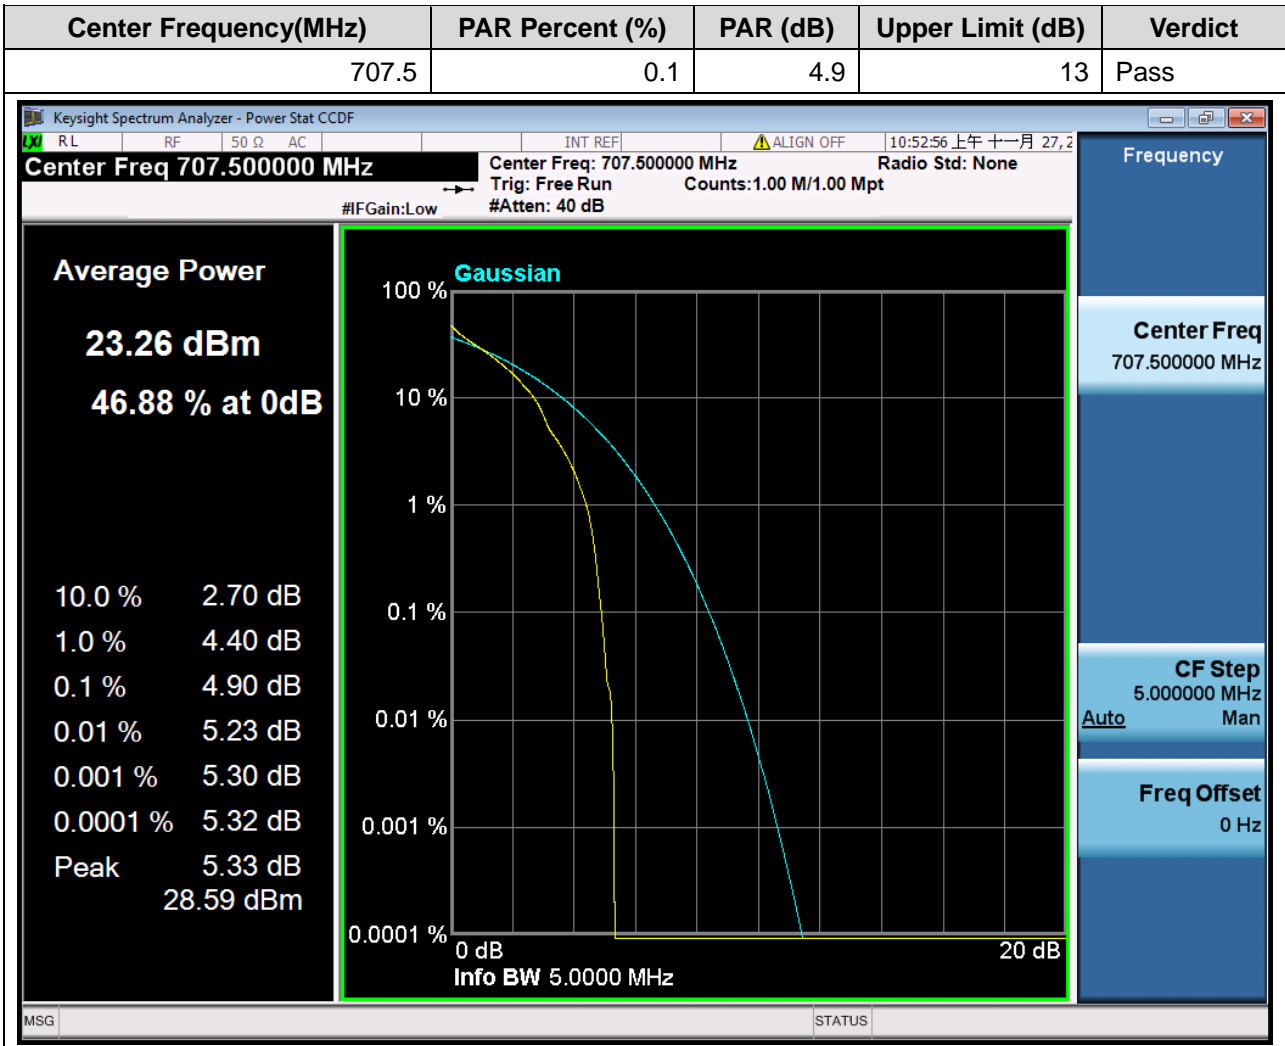 Center Frequency(MHz) PAR Percent (%) PAR (dB) Upper Limit (dB) Verdict
707.5 0.1 4.9 13 Pass
Keysight Spectrum Analyzer - Power Stat CCDF
LXI RL RF 50 Ω AC INT REF ALIGN OFF 10:52:56 上午 十一月 27, 2
Center Freq 707.500000 MHz
Center Freq: 707.500000 MHz Radio Std: None
Trig: Free Run Counts:1.00 M/1.00 Mpt
#IFGain:Low #Atten: 40 dB
Average Power
23.26 dBm
46.88 % at 0dB
10.0 % 2.70 dB
1.0 % 4.40 dB
0.1 % 4.90 dB
0.01 % 5.23 dB
0.001 % 5.30 dB
0.0001 % 5.32 dB
Peak 5.33 dB
28.59 dBm
Gaussian
100 %
10 %
1 %
0.1 %
0.01 %
0.001 %
0.0001 %
0 dB 20 dB
Info BW 5.0000 MHz
Frequency
Center Freq
707.500000 MHz
CF Step
5.000000 MHz
Auto Man
Freq Offset
0 Hz
MSG STATUS